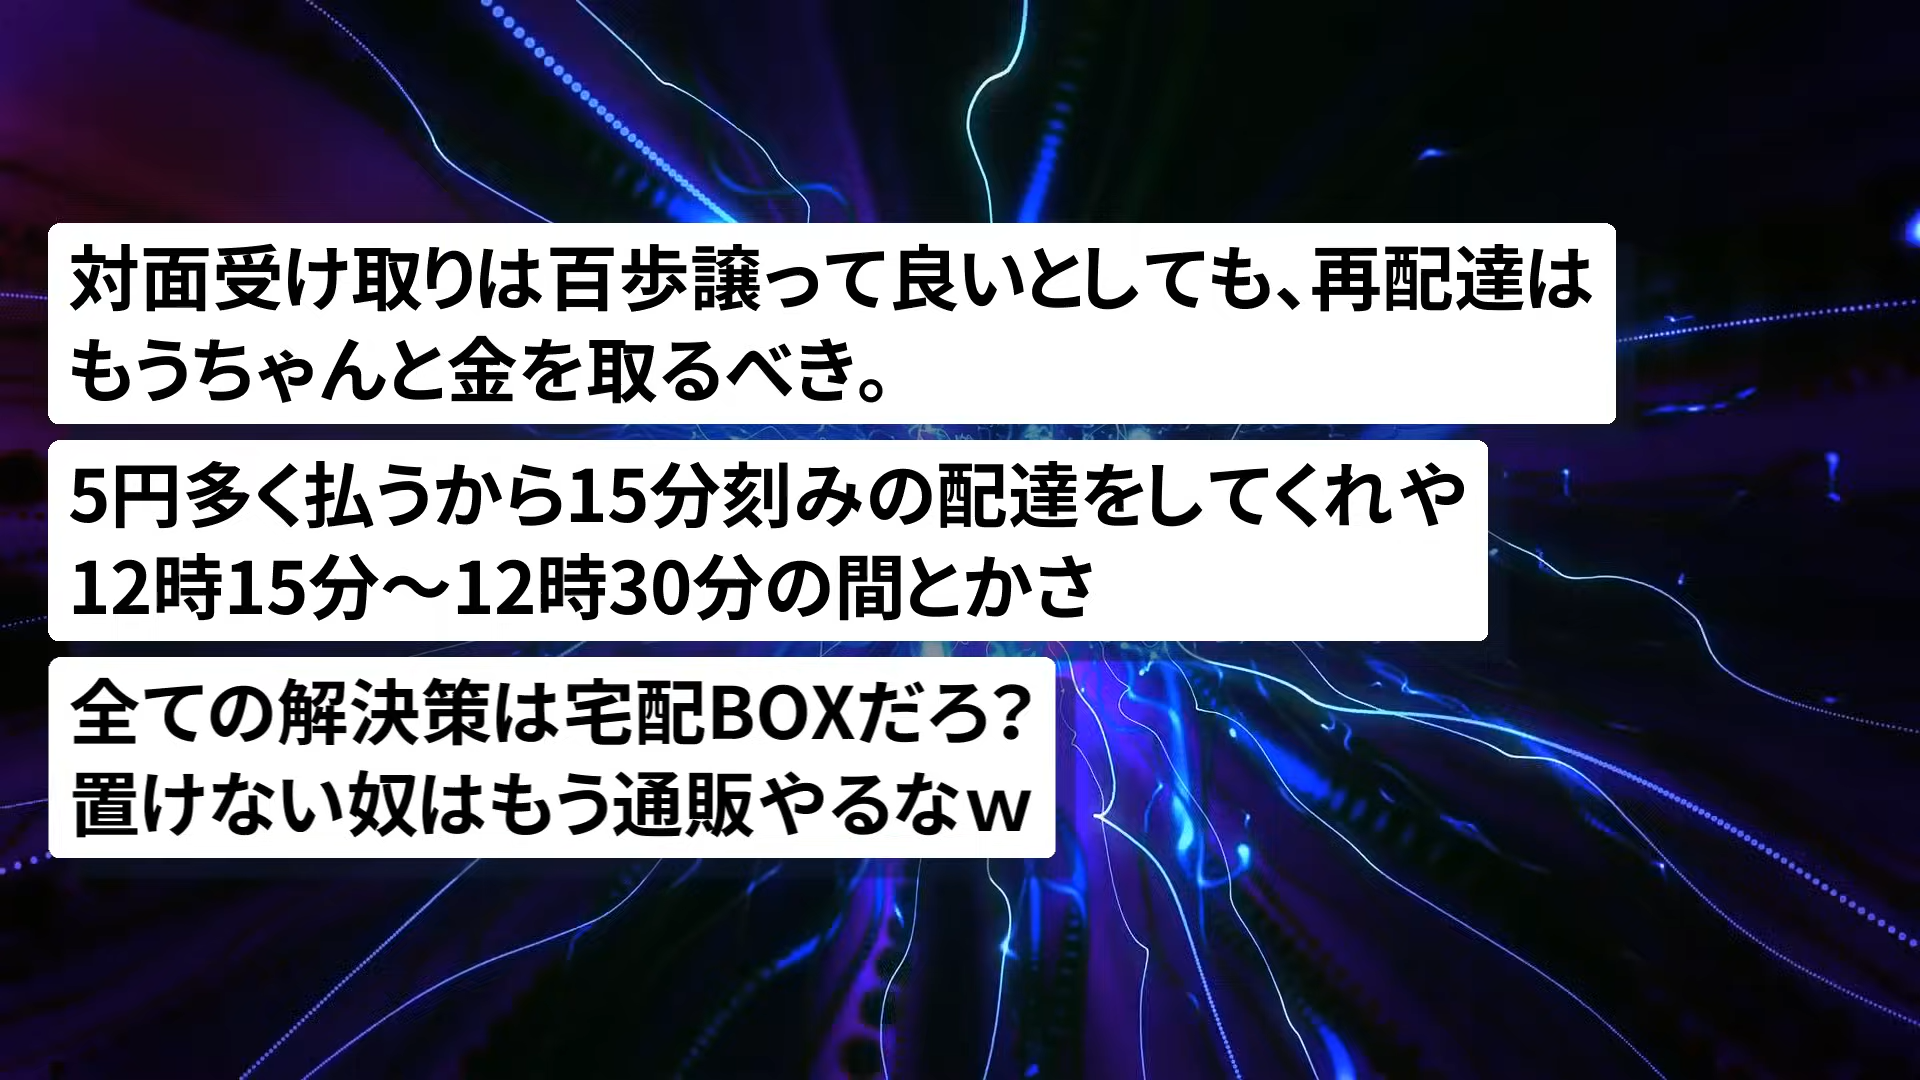 対面受け取りは百歩譲って良いとしても、再配達は
もうちゃんと金を取るべき。
5円多く払うから15分刻みの配達をしてくれや
12時15分～12時30分の間とかさ
全ての解決策は宅配BOXだろ？
置けない奴はもう通販やるなｗ